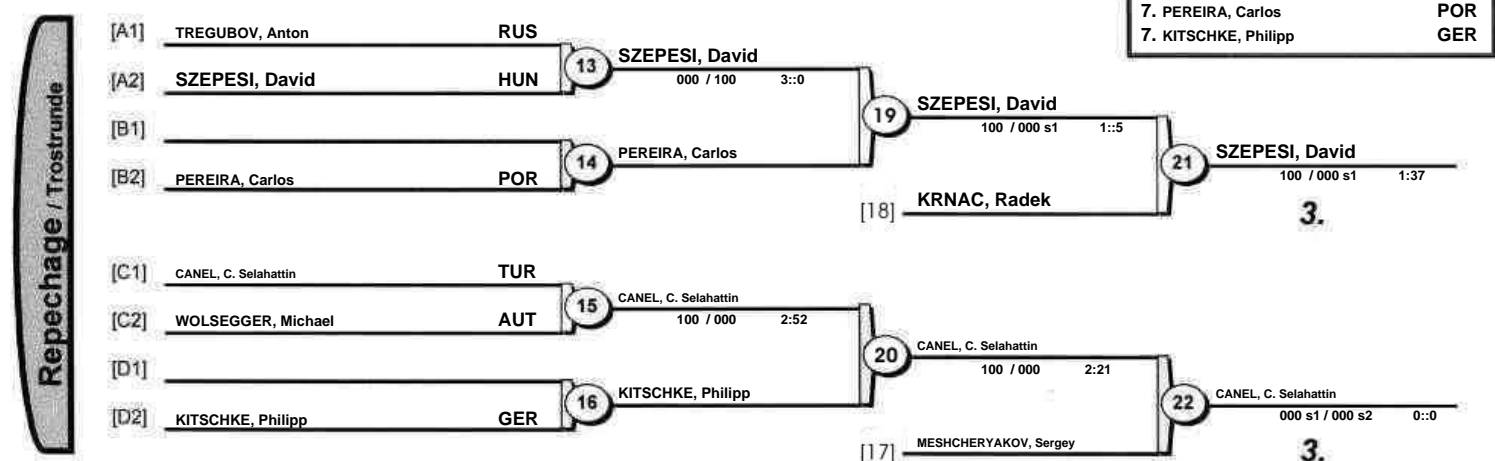 7. PEREIRA, Carlos POR
7. KITSCHKE, Philipp GER
Repechage / Trostrunde
[A1] TREGUBOV, Anton RUS
13 SZEPESI, David
000 / 100 3::0
[A2] SZEPESI, David HUN
19 SZEPESI, David
100 / 000 s1 1::5
[B1]
14 PEREIRA, Carlos
[B2] PEREIRA, Carlos POR
21 SZEPESI, David
100 / 000 s1 1:37
[18] KRNAC, Radek
3.
[C1] CANEL, C. Selahattin TUR
15 CANEL, C. Selahattin
100 / 000 2:52
[C2] WOLSEGGER, Michael AUT
20 CANEL, C. Selahattin
100 / 000 2:21
[D1]
16 KITSCHKE, Philipp
[D2] KITSCHKE, Philipp GER
22 CANEL, C. Selahattin
000 s1 / 000 s2 0::0
[17] MESHCHERYAKOV, Sergey
3.